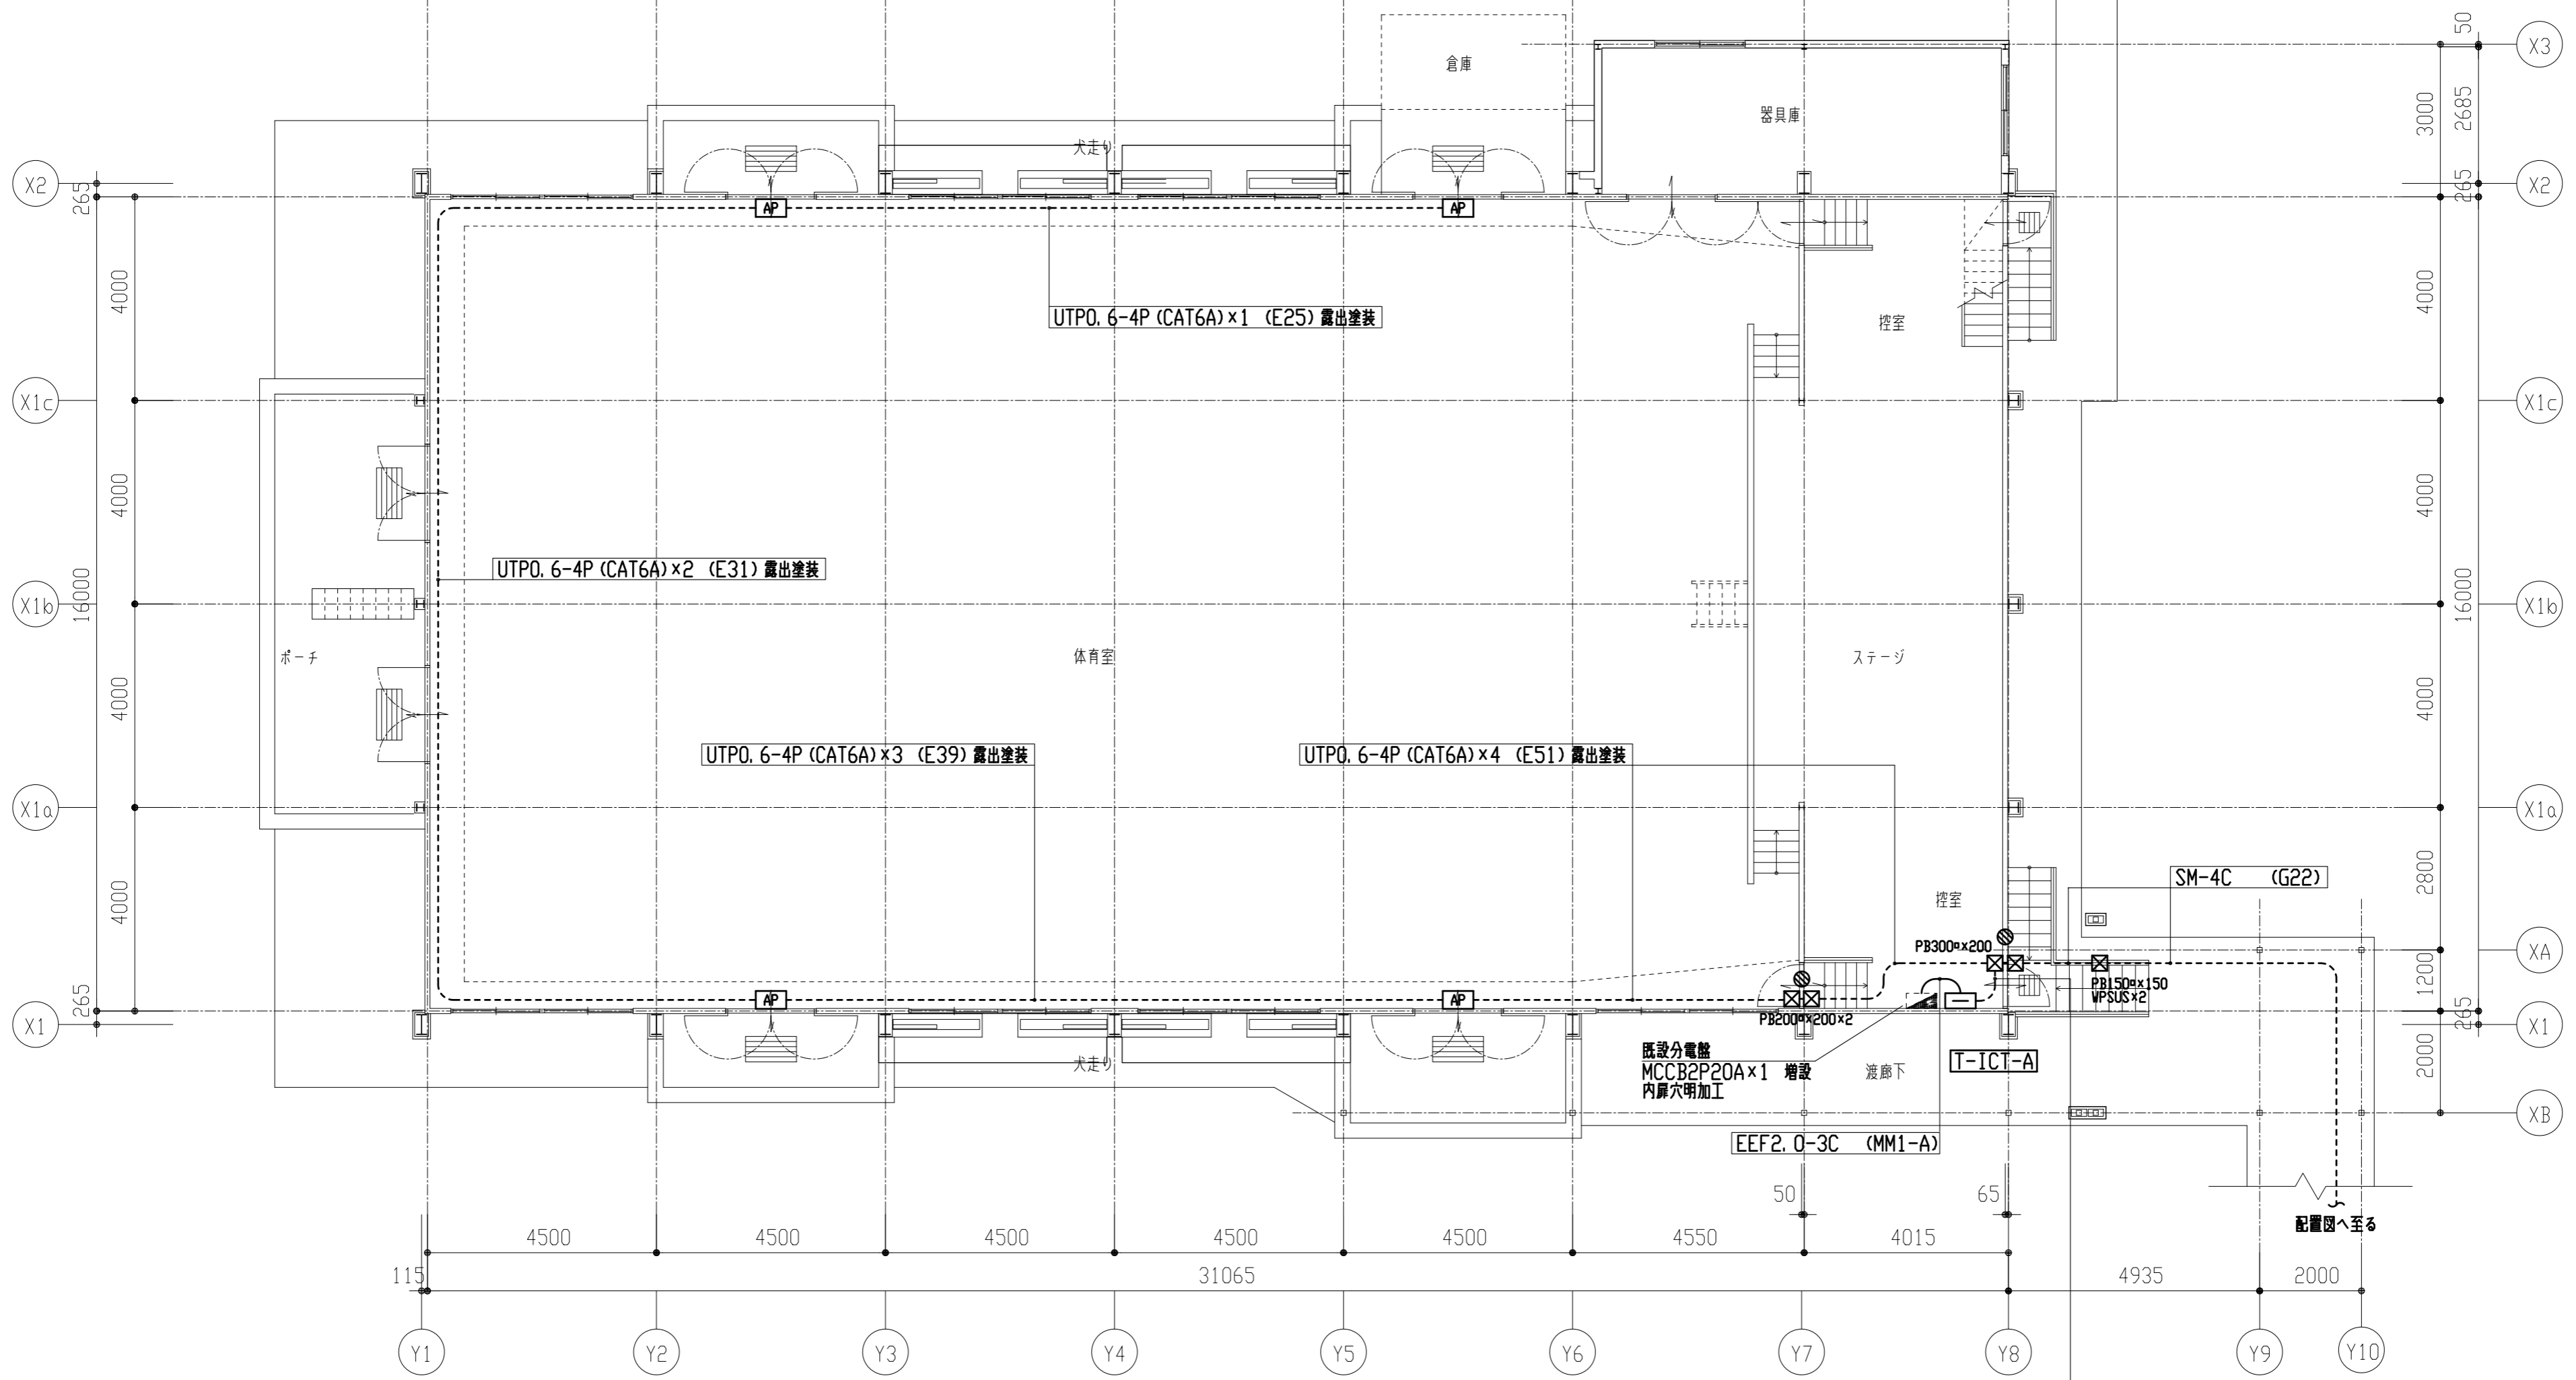 倉庫
50
X3
器具庫
3000
2685
犬走り
X2
265
AP
AP
265
X2
4000
UTP0.6-4P (CAT6A)×1 (E25) 露出塗装
控室
4000
X1c
X1c
4000
4000
UTP0.6-4P (CAT6A)×2 (E31) 露出塗装
X1b
16000
16000
X1b
ポーチ
体育室
ステージ
4000
4000
UTP0.6-4P (CAT6A)×3 (E39) 露出塗装
UTP0.6-4P (CAT6A)×4 (E51) 露出塗装
X1a
X1a
4000
2800
SM-4C (G22)
控室
PB300□×200
XA
AP
AP
PB150□×150
WPSUS×2
1200
265
PB200□×200×2
265
X1
X1
既設分電盤
MCCB2P20A×1 増設
内扉穴明加工
犬走り
渡廊下
T-ICT-A
2000
XB
EEF2.0-3C (MM1-A)
50
65
配置図へ至る
4500
4500
4500
4500
4500
4550
4015
115
31065
4935
2000
Y1
Y2
Y3
Y4
Y5
Y6
Y7
Y8
Y9
Y10